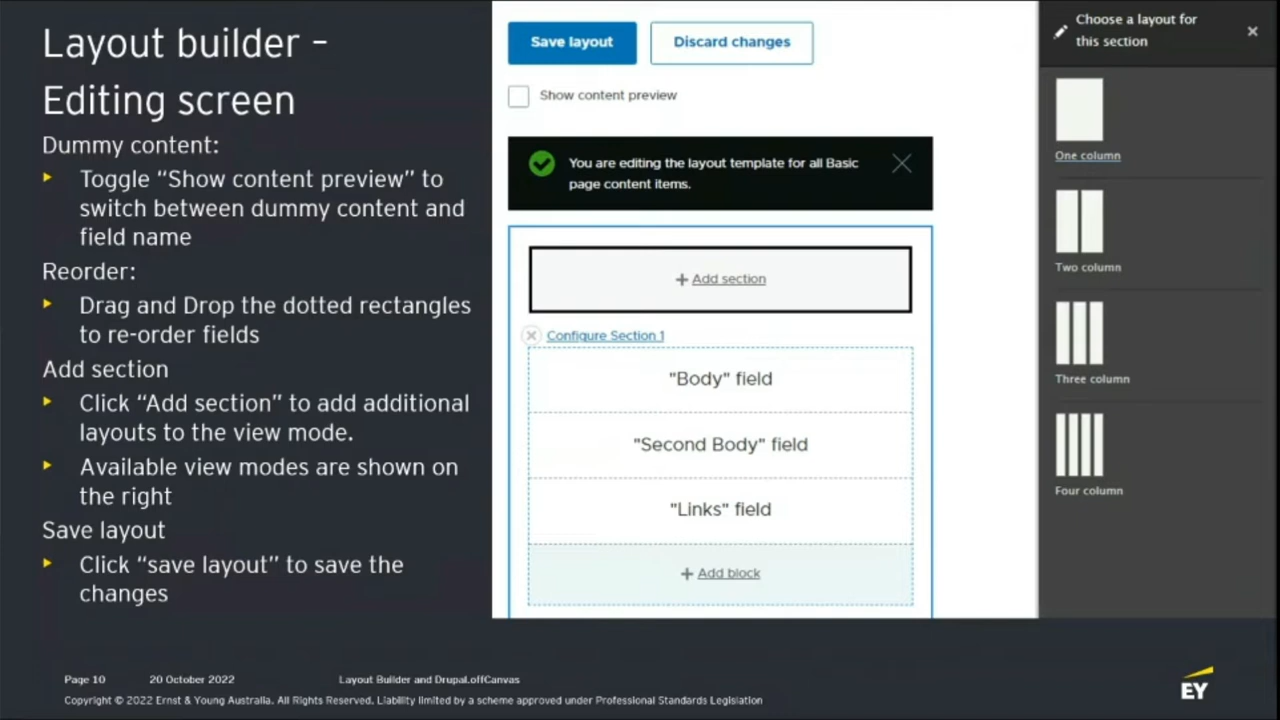 Layout builder –
Editing screen
Dummy content:
Toggle “Show content preview” to
switch between dummy content and
field name
Reorder:
Drag and Drop the dotted rectangles
to re-order fields
Add section
Click “Add section” to add additional
layouts to the view mode.
Available view modes are shown on
the right
Save layout
Click “save layout” to save the
changes
Save layout
Discard changes
Show content preview
You are editing the layout template for all Basic
page content items.
+ Add section
Configure Section 1
"Body" field
"Second Body" field
"Links" field
+ Add block
Choose a layout for
this section
One column
Two column
Three column
Four column
Page 10 20 October 2022 Layout Builder and Drupal.offCanvas
Copyright © 2022 Ernst & Young Australia. All Rights Reserved. Liability limited by a scheme approved under Professional Standards Legislation
EY